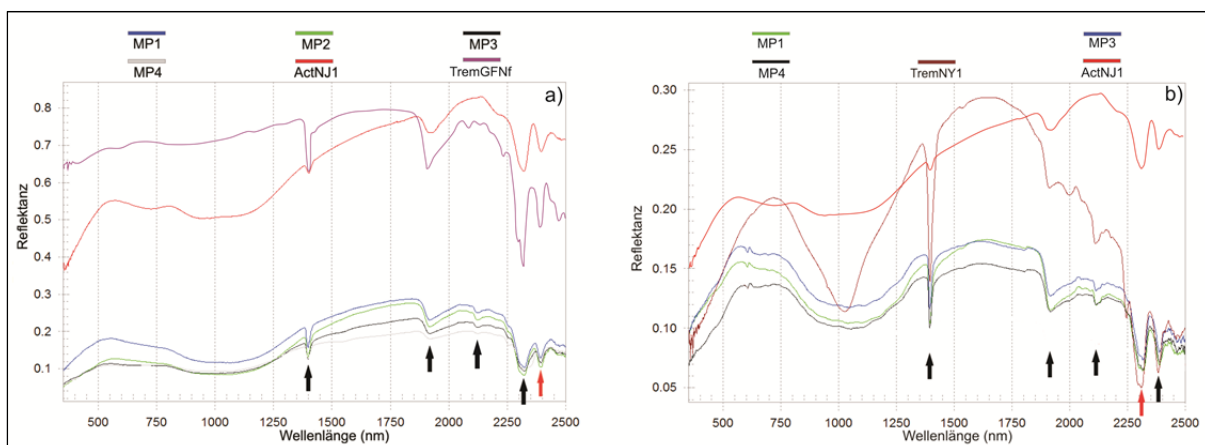 MP1 MP2 MP3
MP4 ActNJ1 TremGFNf
a)
Reflektanz
0.8
0.7
0.6
0.5
0.4
0.3
0.2
0.1
500 750 1000 1250 1500 1750 2000 2250 2500
Wellenlänge (nm)
MP1 MP3
MP4 TremNY1 ActNJ1
b)
Reflektanz
0.30
0.25
0.20
0.15
0.10
0.05
500 750 1000 1250 1500 1750 2000 2250 2500
Wellenlänge (nm)